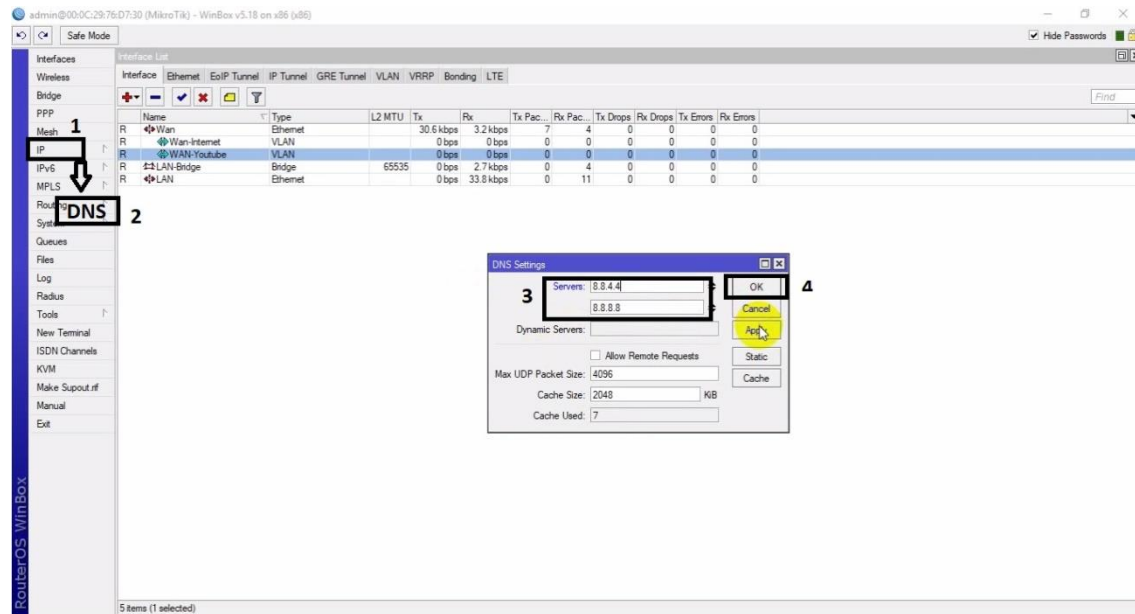 admin@00:0C:29:76:D7:30 (MikroTik) - WinBox v5.18 on x86 (x86)
Safe Mode
Hide Passwords
Interfaces
Wireless
Bridge
PPP
Mesh
1
IP
IPv6
MPLS
Routing
DNS
2
System
Queues
Files
Log
Radius
Tools
New Terminal
ISDN Channels
KVM
Make Supout.rif
Manual
Exit
RouterOS WinBox
Interface List
Interface Ethernet EoIP Tunnel IP Tunnel GRE Tunnel VLAN VRRP Bonding LTE
Find
Name Type L2 MTU Tx Rx Tx Pac... Rx Pac... Tx Drops Rx Drops Tx Errors Rx Errors
R Wan Ethernet 30.6 kbps 3.2 kbps 7 4 0 0 0 0
R Wan-Internet VLAN 0 bps 0 bps 0 0 0 0 0 0
R WAN-Youtube VLAN 0 bps 0 bps 0 0 0 0 0 0
R LAN-Bridge Bridge 65535 0 bps 2.7 kbps 0 4 0 0 0 0
R LAN Ethernet 0 bps 33.8 kbps 0 11 0 0 0 0
DNS Settings
3
Servers: 8.8.4.4
8.8.8.8
Dynamic Servers:
Allow Remote Requests
Max UDP Packet Size: 4096
Cache Size: 2048 KiB
Cache Used: 7
OK
4
Cancel
Apply
Static
Cache
5 items (1 selected)